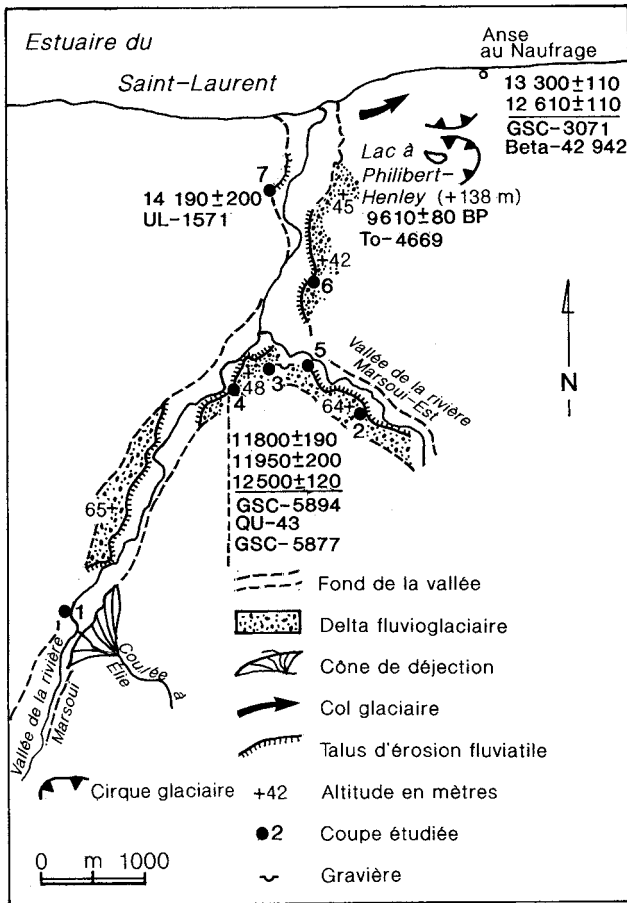 Estuaire du
Saint-Laurent
Anse
au Naufrage
13 300±110
12 610±110
GSC-3071
Beta-42 942
Lac à
Philibert-
Henley (+138 m)
9610±80 BP
To-4669
7
14 190±200
UL-1571
+
45
+42
6
N
Vallée de la rivière
Marsoui-Est
5
+
48
3
4
64+
2
11800±190
11950±200
12500±120
GSC-5894
QU-43
GSC-5877
65+
1
Coulée à
Elie
Vallée de la rivière
Marsoui
Fond de la vallée
Delta fluvioglaciaire
Cône de déjection
Col glaciaire
Talus d'érosion fluviatile
Cirque glaciaire
+42 Altitude en mètres
2 Coupe étudiée
Gravière
0 m 1000